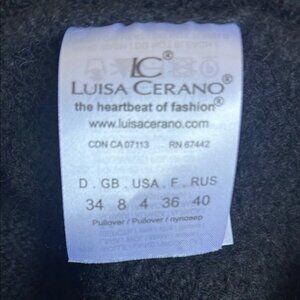 LC®
LUISA CERANO®
the heartbeat of fashion®
www.luisacerano.com
CDN CA 07113 RN 67442
D . GB . USA . F . RUS
34 8 4 36 40
Pullover / Pullover / пуловер